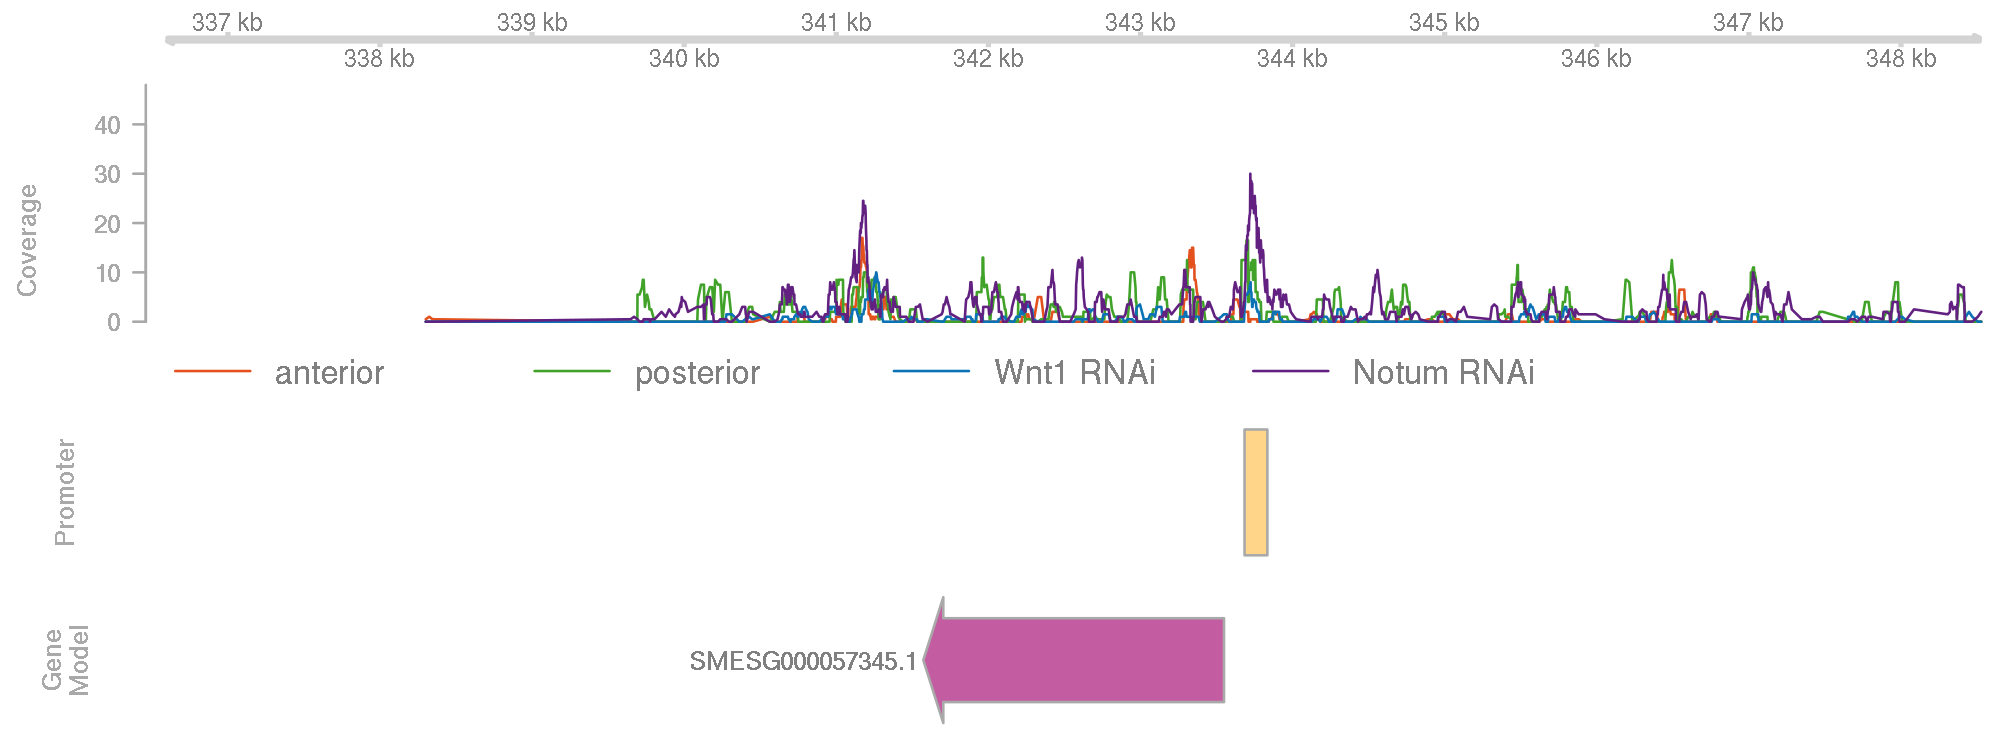 337 kb 339 kb 341 kb 343 kb 345 kb 347 kb
338 kb 340 kb 342 kb 344 kb 346 kb 348 kb
Coverage
40
30
20
10
0
anterior posterior Wnt1 RNAi Notum RNAi
Promoter
Gene
Model
SMESG000057345.1